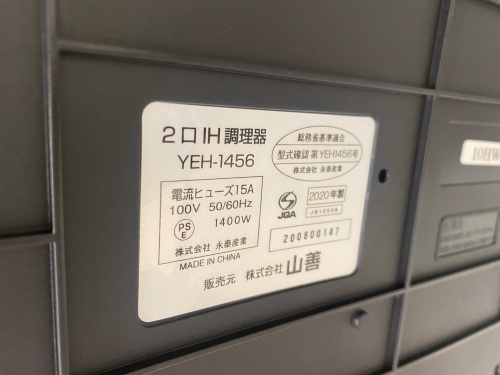 2口IH調理器
YEH-1456
総務省基準適合
型式確認 第YEH1456号
株式会社 永泰産業
電流ヒューズ15A
100V 50/60Hz
1400W
PS
E
株式会社 永泰産業
MADE IN CHINA
JQA
2020年製
200800147
販売元 株式会社 山善